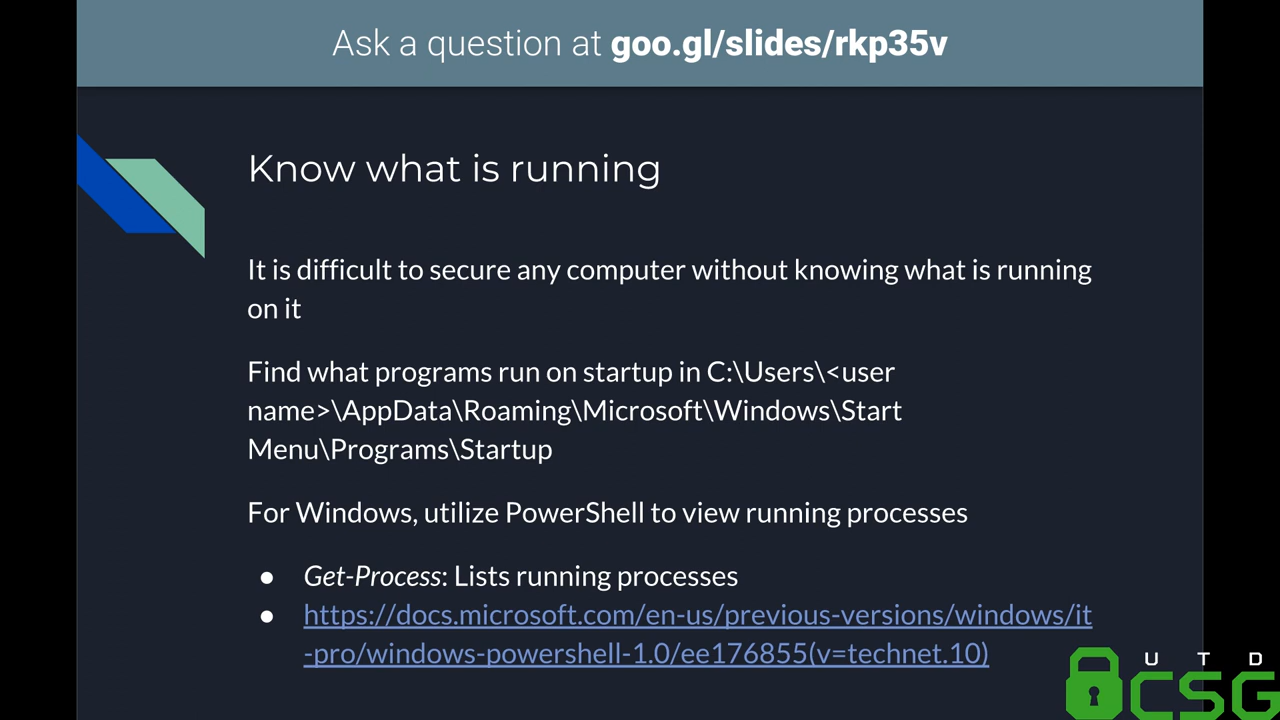 Ask a question at goo.gl/slides/rkp35v
Know what is running
It is difficult to secure any computer without knowing what is running
on it
Find what programs run on startup in C:\Users\<user
name>\AppData\Roaming\Microsoft\Windows\Start
Menu\Programs\Startup
For Windows, utilize PowerShell to view running processes
● Get-Process: Lists running processes
● https://docs.microsoft.com/en-us/previous-versions/windows/it
-pro/windows-powershell-1.0/ee176855(v=technet.10)
UTD
CSG